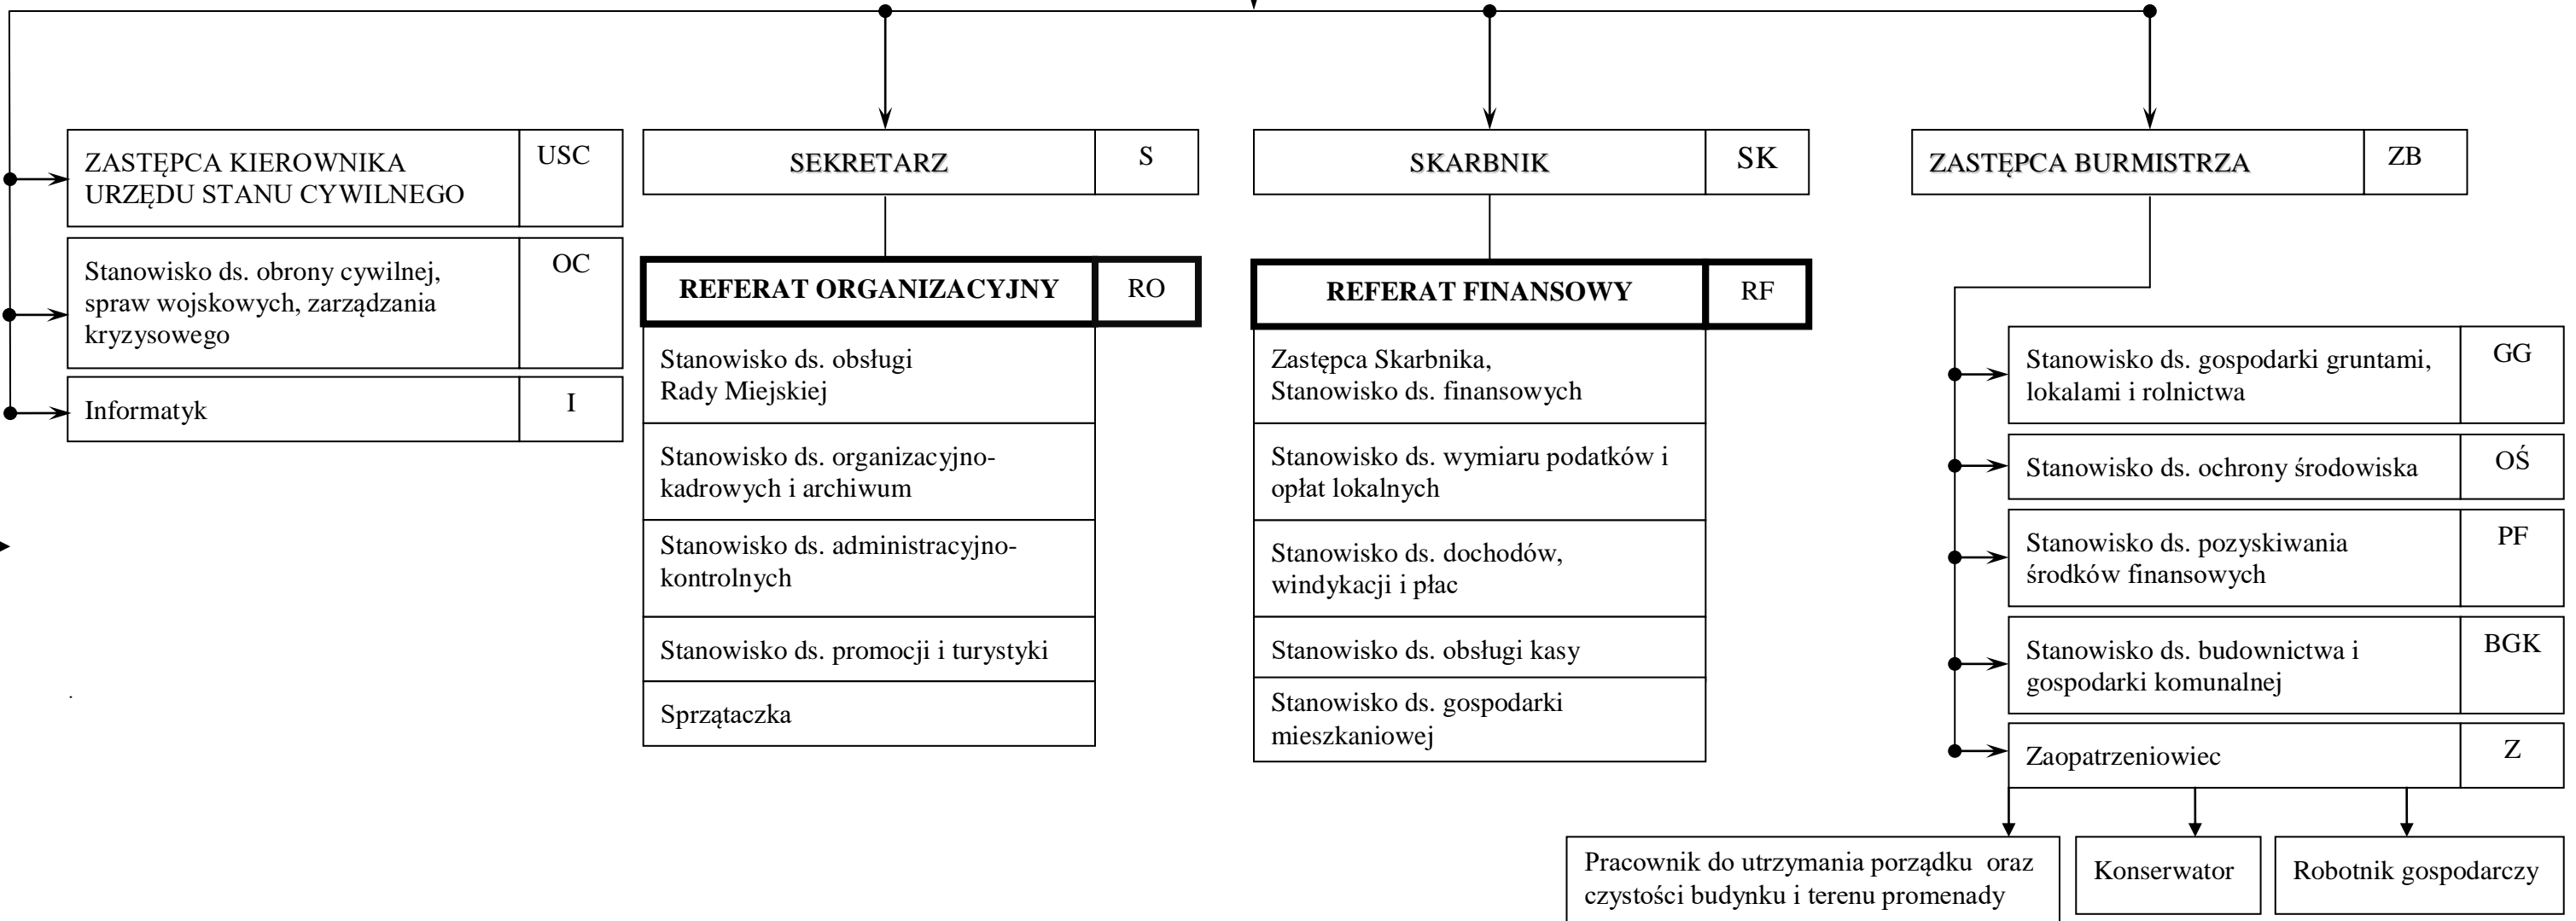 ZASTĘPCA KIEROWNIKA
URZĘDU STANU CYWILNEGO
USC
Stanowisko ds. obrony cywilnej,
spraw wojskowych, zarządzania
kryzysowego
OC
Informatyk
I
SEKRETARZ
S
REFERAT ORGANIZACYJNY
RO
Stanowisko ds. obsługi
Rady Miejskiej
Stanowisko ds. organizacyjno-
kadrowych i archiwum
Stanowisko ds. administracyjno-
kontrolnych
Stanowisko ds. promocji i turystyki
Sprzątaczka
SKARBNIK
SK
REFERAT FINANSOWY
RF
Zastępca Skarbnika,
Stanowisko ds. finansowych
Stanowisko ds. wymiaru podatków i
opłat lokalnych
Stanowisko ds. dochodów,
windykacji i płac
Stanowisko ds. obsługi kasy
Stanowisko ds. gospodarki
mieszkaniowej
ZASTĘPCA BURMISTRZA
ZB
Stanowisko ds. gospodarki gruntami,
lokalami i rolnictwa
GG
Stanowisko ds. ochrony środowiska
OŚ
Stanowisko ds. pozyskiwania
środków finansowych
PF
Stanowisko ds. budownictwa i
gospodarki komunalnej
BGK
Zaopatrzeniowiec
Z
Pracownik do utrzymania porządku oraz
czystości budynku i terenu promenady
Konserwator
Robotnik gospodarczy